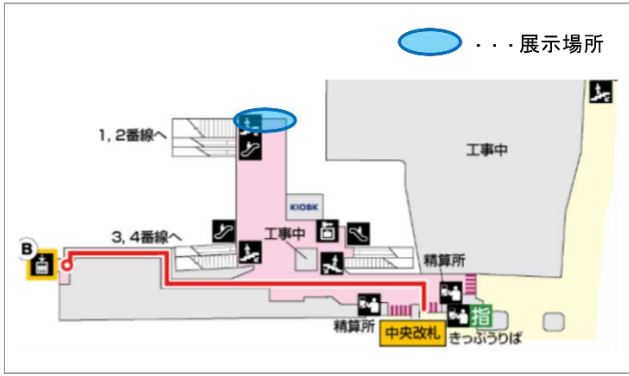 ・・・展示場所
1, 2番線へ
工事中
KIOSK
B
3, 4番線へ
工事中
精算所
精算所
中央改札
指
きっぷうりば